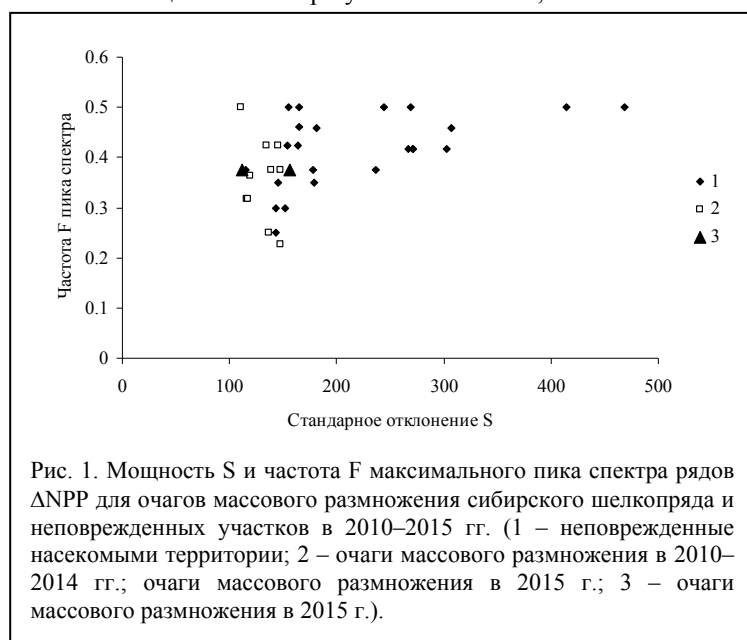 0.6
0.5
0.4
0.3
0.2
0.1
0
Частота F пика спектра
0
100
200
300
400
500
Стандарное отклонение S
1
2
3
Рис. 1. Мощность S и частота F максимального пика спектра рядов
ΔNPP для очагов массового размножения сибирского шелкопряда и
неповрежденных участков в 2010–2015 гг. (1 – неповрежденные
насекомыми территории; 2 – очаги массового размножения в 2010–
2014 гг.; очаги массового размножения в 2015 г.; 3 – очаги
массового размножения в 2015 г.).